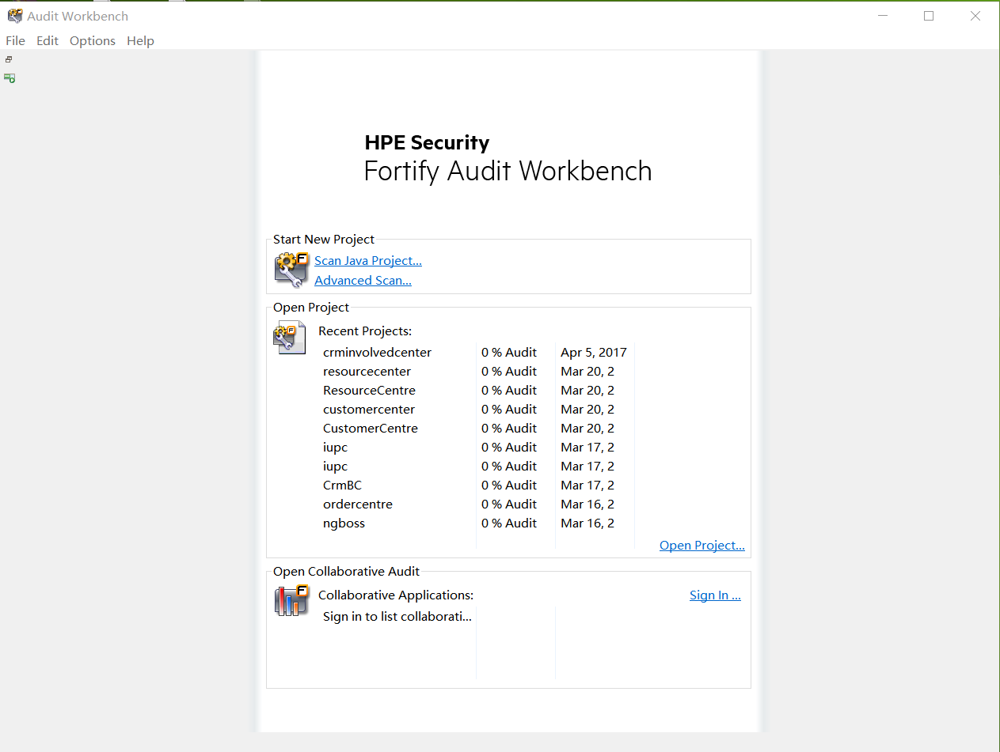 Audit Workbench
File Edit Options Help
HPE Security
Fortify Audit Workbench
Start New Project
Scan Java Project...
Advanced Scan...
Open Project
Recent Projects:
crminvolvedcenter 0 % Audit Apr 5, 2017
resourcecenter 0 % Audit Mar 20, 2
ResourceCentre 0 % Audit Mar 20, 2
customercenter 0 % Audit Mar 20, 2
CustomerCentre 0 % Audit Mar 20, 2
iupc 0 % Audit Mar 17, 2
iupc 0 % Audit Mar 17, 2
CrmBC 0 % Audit Mar 17, 2
ordercentre 0 % Audit Mar 16, 2
ngboss 0 % Audit Mar 16, 2
Open Project...
Open Collaborative Audit
Collaborative Applications: Sign In ...
Sign in to list collaborati...